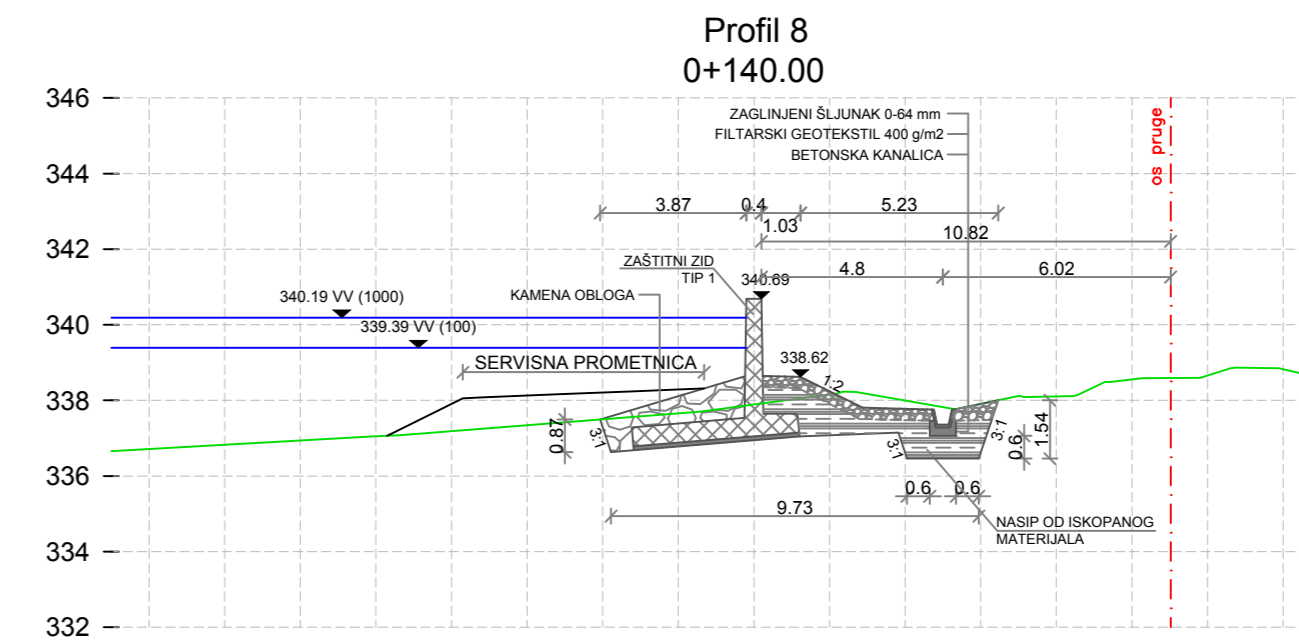 Profil 8
0+140.00
346
344
342
340
338
336
334
332
ZAGLINJENI ŠLJUNAK 0-64 mm
FILTARSKI GEOTEKSTIL 400 g/m2
BETONSKA KANALICA
os pruge
3.87
0.4
5.23
1.03
10.82
ZAŠTITNI ZID
TIP 1
4.8
6.02
340.69
KAMENA OBLOGA
340.19 VV (1000)
339.39 VV (100)
SERVISNA PROMETNICA
338.62
1:2
0.87
3:1
3:1
3:1
0.6
1.54
0.6
0.6
9.73
NASIP OD ISKOPANOG
MATERIJALA